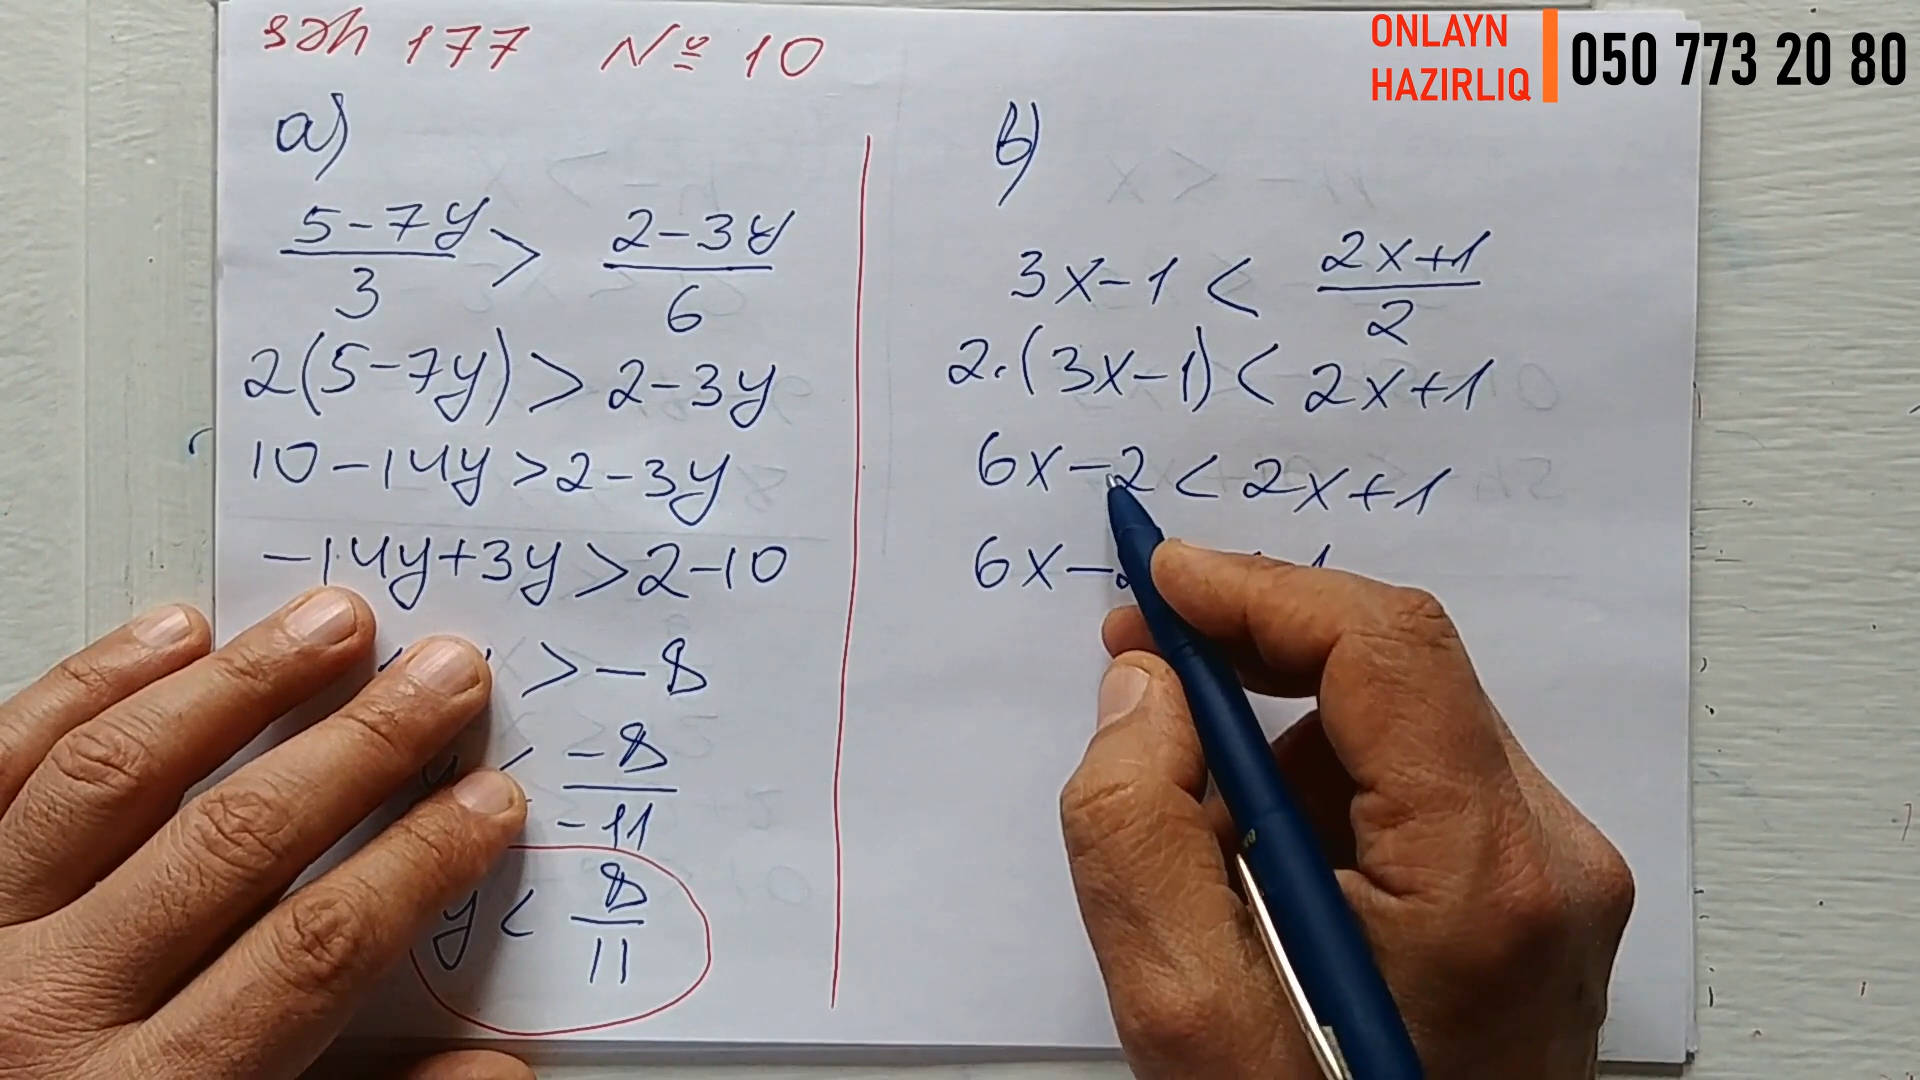 ONLAYN
HAZIRLIQ
050 773 20 80
səh 177 № 10
a)
5-7y/3 > 2-3y/6
2(5-7y) > 2-3y
10-14y > 2-3y
-14y+3y > 2-10
> -8
-8/-11
y < 8/11
b)
3x-1 < 2x+1/2
2·(3x-1) < 2x+1
6x-2 < 2x+1
6x-